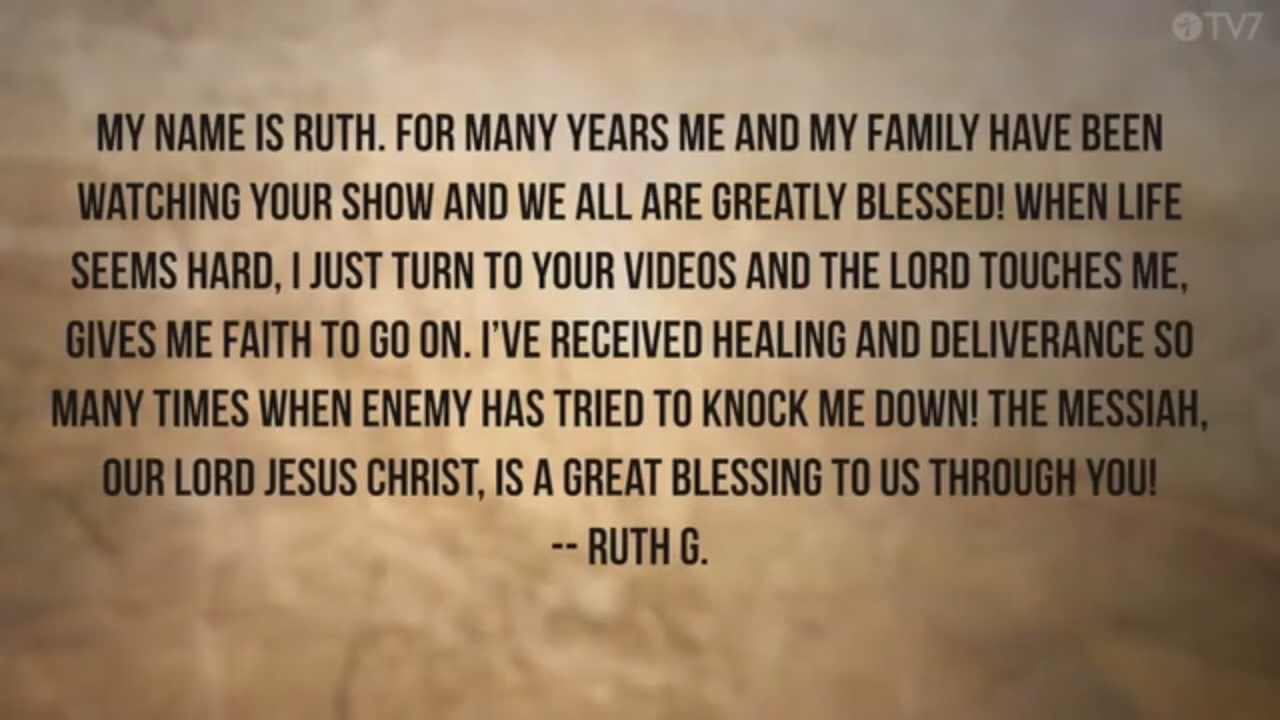 TV7
MY NAME IS RUTH. FOR MANY YEARS ME AND MY FAMILY HAVE BEEN
WATCHING YOUR SHOW AND WE ALL ARE GREATLY BLESSED! WHEN LIFE
SEEMS HARD, I JUST TURN TO YOUR VIDEOS AND THE LORD TOUCHES ME,
GIVES ME FAITH TO GO ON. I'VE RECEIVED HEALING AND DELIVERANCE SO
MANY TIMES WHEN ENEMY HAS TRIED TO KNOCK ME DOWN! THE MESSIAH,
OUR LORD JESUS CHRIST, IS A GREAT BLESSING TO US THROUGH YOU!
-- RUTH G.